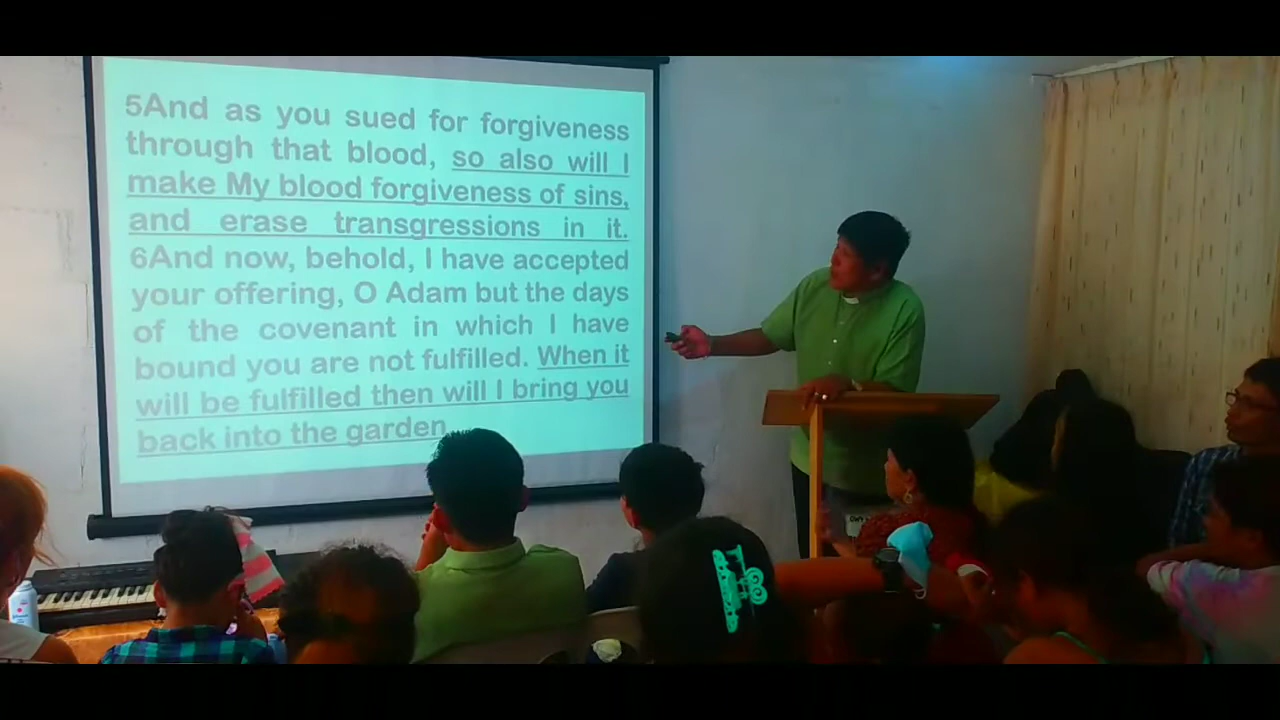 5And as you sued for forgiveness
through that blood, so also will I
make My blood forgiveness of sins,
and erase transgressions in it.
6And now, behold, I have accepted
your offering, O Adam but the days
of the covenant in which I have
bound you are not fulfilled. When it
will be fulfilled then will I bring you
back into the garden